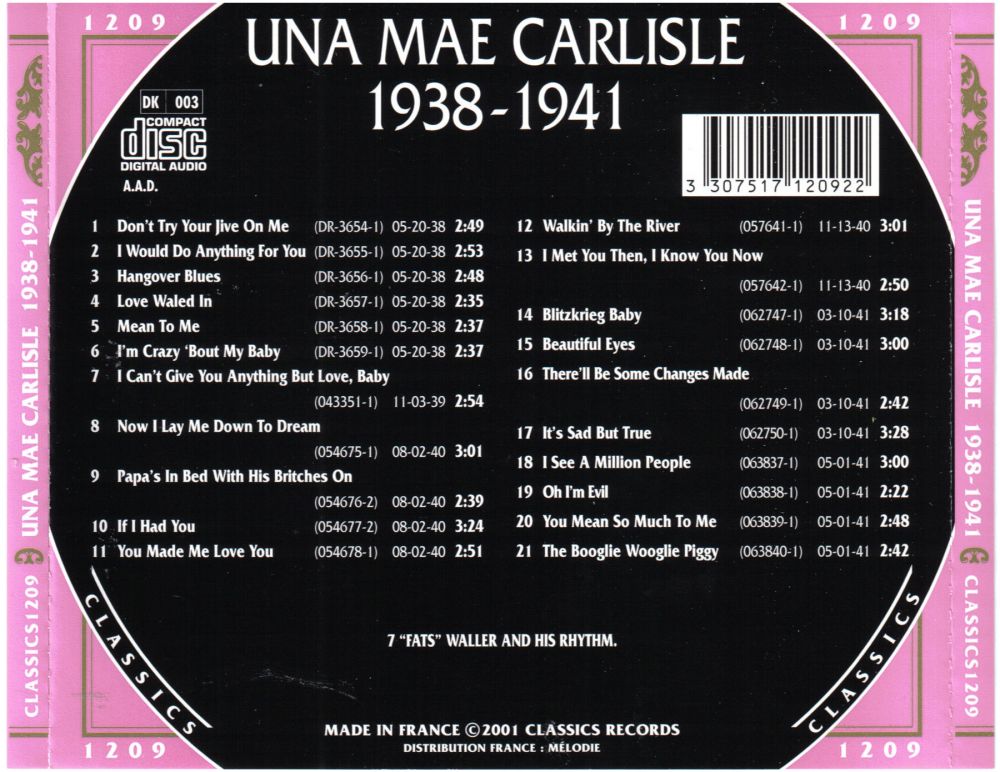 1209
1209
UNA MAE CARLISLE
1938-1941
DK 003
COMPACT
disc
DIGITAL AUDIO
A.A.D.
3 307517 120922
1 Don't Try Your Jive On Me (DR-3654-1) 05-20-38 2:49
2 I Would Do Anything For You (DR-3655-1) 05-20-38 2:53
3 Hangover Blues (DR-3656-1) 05-20-38 2:48
4 Love Waled In (DR-3657-1) 05-20-38 2:35
5 Mean To Me (DR-3658-1) 05-20-38 2:37
6 I'm Crazy 'Bout My Baby (DR-3659-1) 05-20-38 2:37
7 I Can't Give You Anything But Love, Baby
(043351-1) 11-03-39 2:54
8 Now I Lay Me Down To Dream
(054675-1) 08-02-40 3:01
9 Papa's In Bed With His Britches On
(054676-2) 08-02-40 2:39
10 If I Had You (054677-2) 08-02-40 3:24
11 You Made Me Love You (054678-1) 08-02-40 2:51
12 Walkin' By The River (057641-1) 11-13-40 3:01
13 I Met You Then, I Know You Now
(057642-1) 11-13-40 2:50
14 Blitzkrieg Baby (062747-1) 03-10-41 3:18
15 Beautiful Eyes (062748-1) 03-10-41 3:00
16 There'll Be Some Changes Made
(062749-1) 03-10-41 2:42
17 It's Sad But True (062750-1) 03-10-41 3:28
18 I See A Million People (063837-1) 05-01-41 3:00
19 Oh I'm Evil (063838-1) 05-01-41 2:22
20 You Mean So Much To Me (063839-1) 05-01-41 2:48
21 The Booglie Wooglie Piggy (063840-1) 05-01-41 2:42
7 "FATS" WALLER AND HIS RHYTHM.
CLASSICS
CLASSICS
MADE IN FRANCE ©2001 CLASSICS RECORDS
DISTRIBUTION FRANCE : MÉLODIE
1209
1209
CLASSICS1209 UNA MAE CARLISLE 1938-1941
UNA MAE CARLISLE 1938-1941 CLASSICS1209